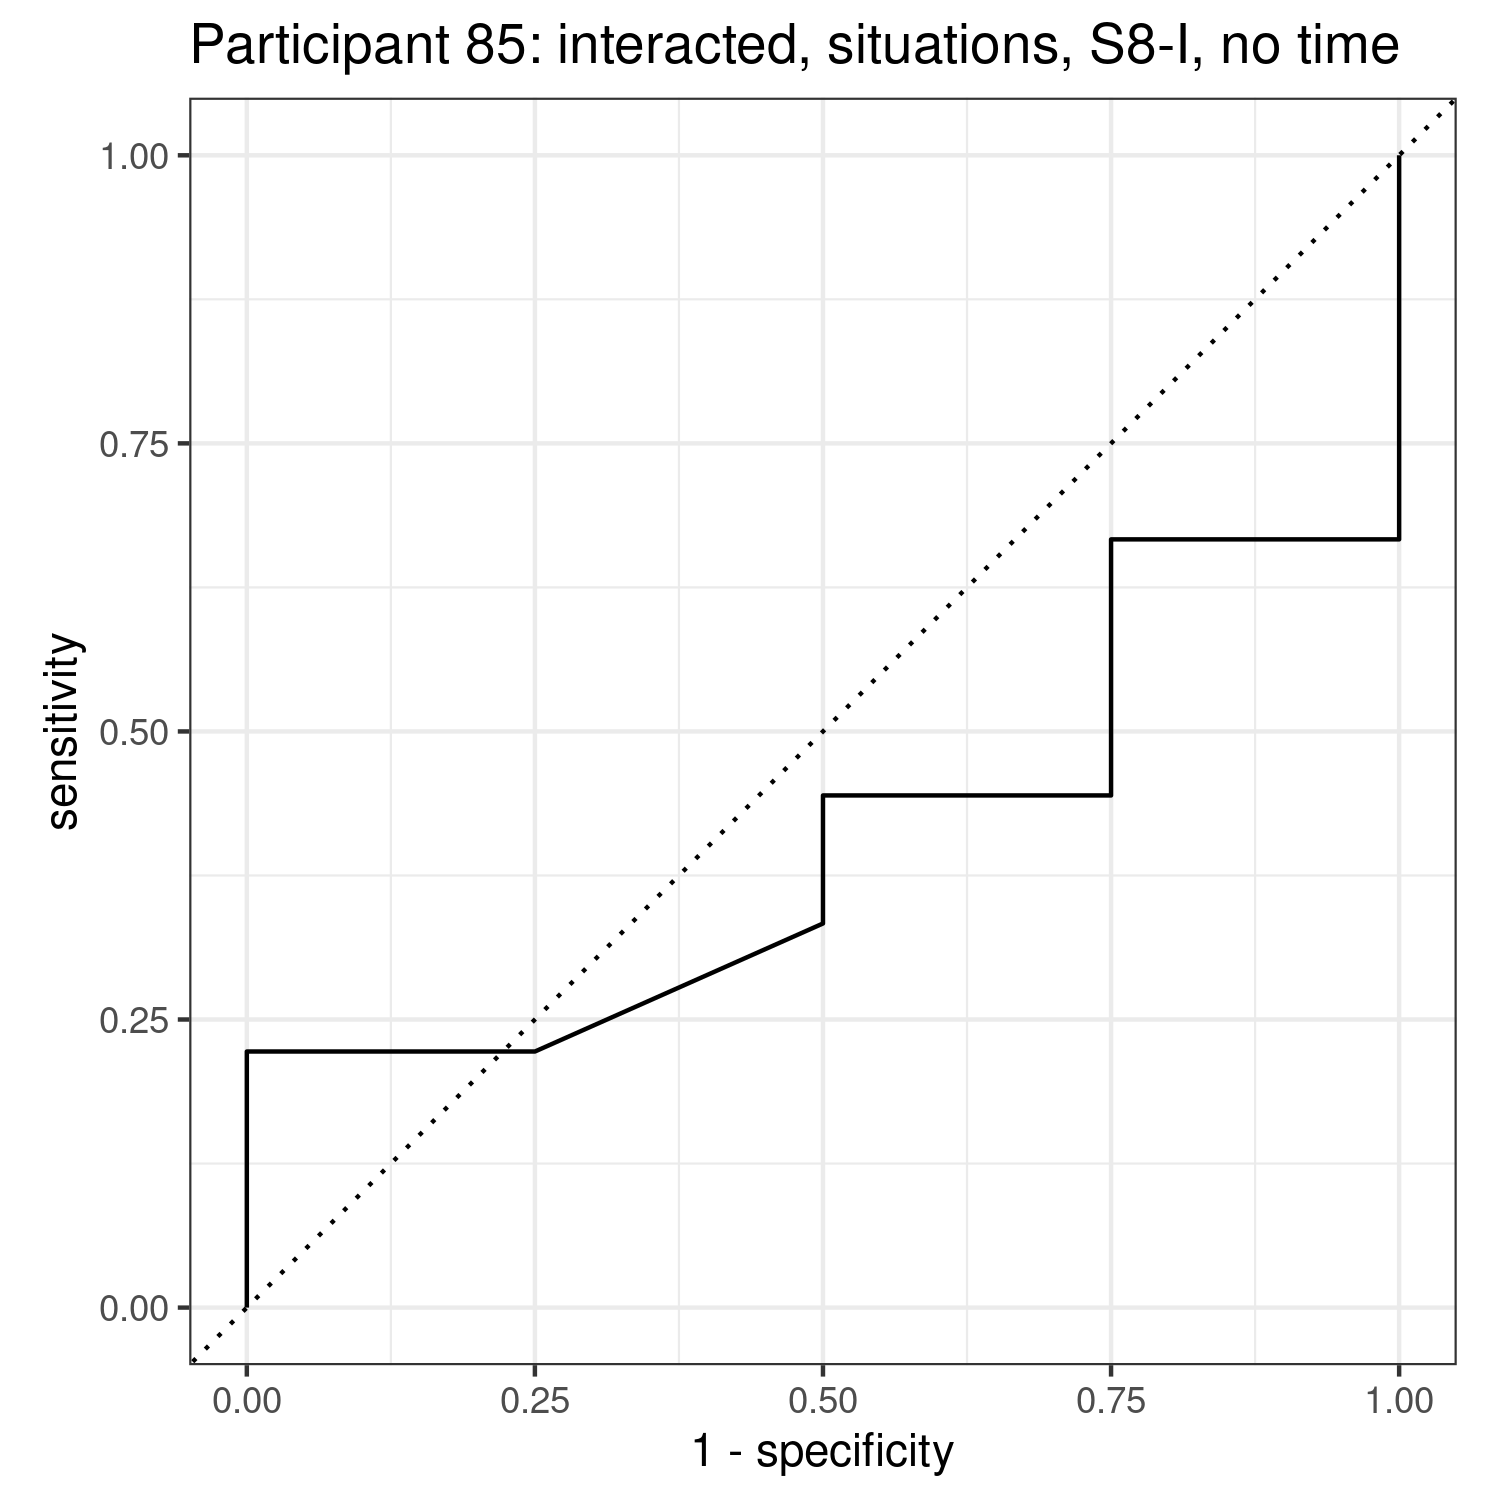 Participant 85: interacted, situations, S8-I, no time
1.00
0.75
0.50
0.25
0.00
sensitivity
0.00 0.25 0.50 0.75 1.00
1 - specificity